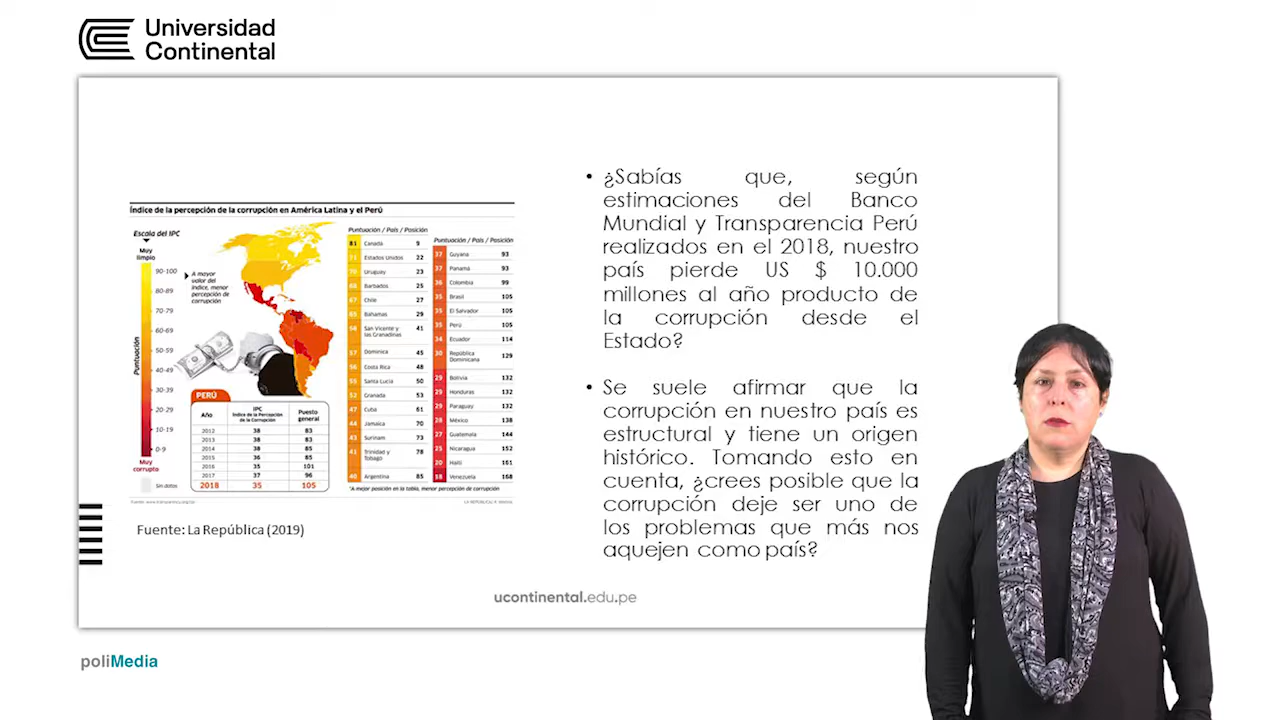 Universidad
Continental
Índice de la percepción de la corrupción en América Latina y el Perú
Escala del IPC
Muy
limpio
90-100
80-89
70-79
60-69
50-59
40-49
30-39
20-29
10-19
0-9
Muy
corrupto
Sin datos
Puntuación
A mayor
valor del
índice, menor
percepción de
corrupción
PERÚ
Año IPC Índice de la Percepción de la Corrupción Puesto general
2012 38 83
2013 38 83
2014 38 85
2015 36 85
2016 35 101
2017 37 96
2018 35 105
Puntuación / País / Posición
81 Canadá 9
71 Estados Unidos 22
70 Uruguay 23
68 Barbados 25
67 Chile 27
65 Bahamas 29
58 San Vicente y las Granadinas 41
57 Dominica 45
56 Costa Rica 48
55 Santa Lucía 50
52 Granada 53
47 Cuba 61
44 Jamaica 70
43 Surinam 73
41 Trinidad y Tobago 78
40 Argentina 85
Puntuación / País / Posición
37 Guyana 93
37 Panamá 93
36 Colombia 99
35 Brasil 105
35 El Salvador 105
35 Perú 105
34 Ecuador 114
30 República Dominicana 129
29 Bolivia 132
29 Honduras 132
29 Paraguay 132
28 México 138
27 Guatemala 144
25 Nicaragua 152
20 Haití 161
18 Venezuela 168
*A mejor posición en la tabla, menor percepción de corrupción
Fuente: La República (2019)
• ¿Sabías que, según
estimaciones del Banco
Mundial y Transparencia Perú
realizados en el 2018, nuestro
país pierde US $ 10.000
millones al año producto de
la corrupción desde el
Estado?
• Se suele afirmar que la
corrupción en nuestro país es
estructural y tiene un origen
histórico. Tomando esto en
cuenta, ¿crees posible que la
corrupción deje ser uno de
los problemas que más nos
aquejen como país?
ucontinental.edu.pe
poliMedia